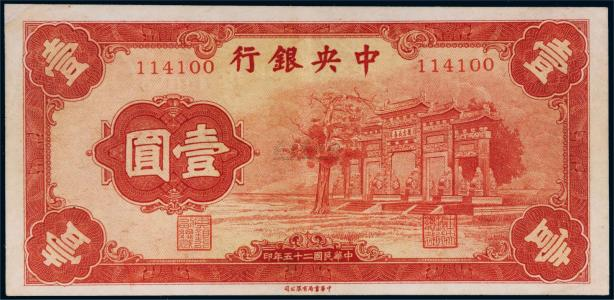 中央銀行
114100
114100
壹
壹
壹圓
壹
壹
中華民國二十五年印
中華書局有限公司